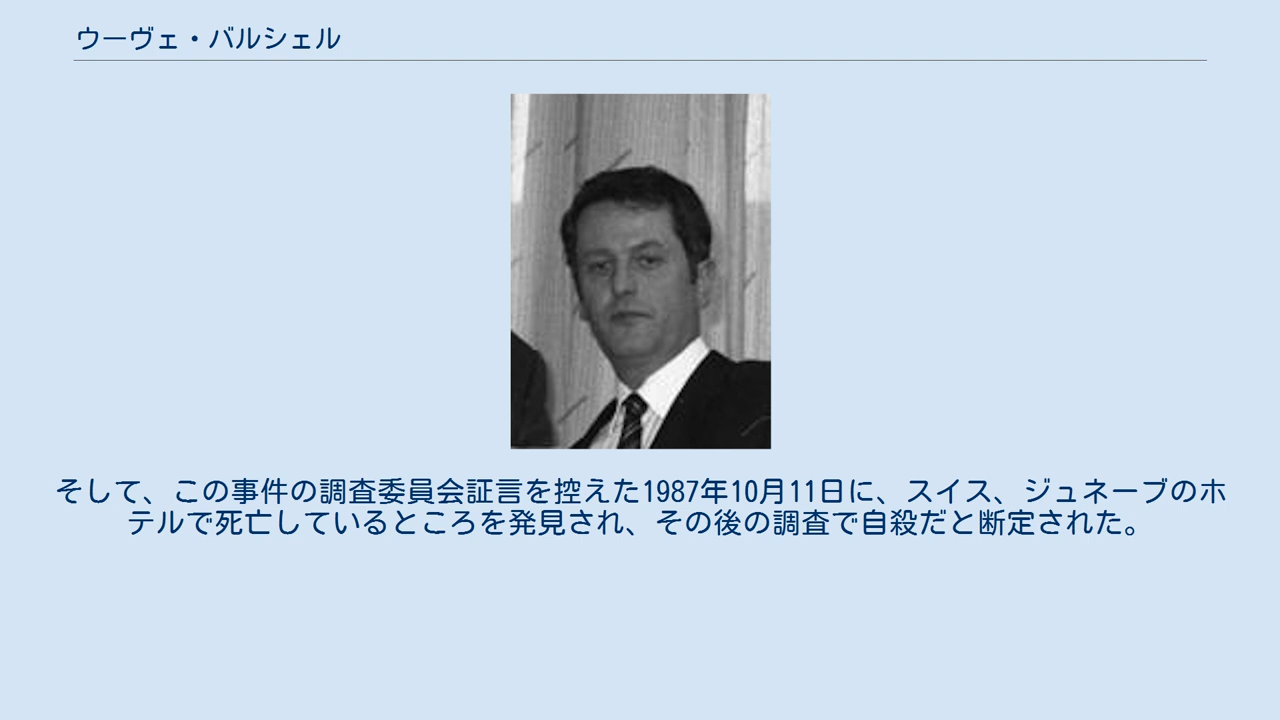 ウーヴェ・バルシェル
そして、この事件の調査委員会証言を控えた1987年10月11日に、スイス、ジュネーブのホ
テルで死亡しているところを発見され、その後の調査で自殺だと断定された。